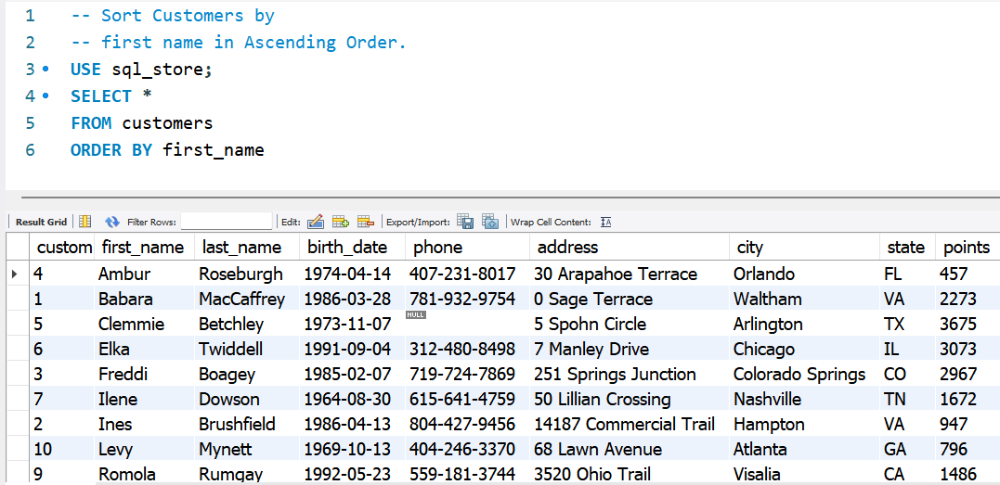 1 -- Sort Customers by
2 -- first name in Ascending Order.
3 USE sql_store;
4 SELECT *
5 FROM customers
6 ORDER BY first_name
Result Grid Filter Rows: Edit: Export/Import: Wrap Cell Content: IA
custom first_name last_name birth_date phone address city state points
4 Ambur Roseburgh 1974-04-14 407-231-8017 30 Arapahoe Terrace Orlando FL 457
1 Babara MacCaffrey 1986-03-28 781-932-9754 0 Sage Terrace Waltham VA 2273
5 Clemmie Betchley 1973-11-07 NULL 5 Spohn Circle Arlington TX 3675
6 Elka Twiddell 1991-09-04 312-480-8498 7 Manley Drive Chicago IL 3073
3 Freddi Boagey 1985-02-07 719-724-7869 251 Springs Junction Colorado Springs CO 2967
7 Ilene Dowson 1964-08-30 615-641-4759 50 Lillian Crossing Nashville TN 1672
2 Ines Brushfield 1986-04-13 804-427-9456 14187 Commercial Trail Hampton VA 947
10 Levy Mynett 1969-10-13 404-246-3370 68 Lawn Avenue Atlanta GA 796
9 Romola Rumgay 1992-05-23 559-181-3744 3520 Ohio Trail Visalia CA 1486